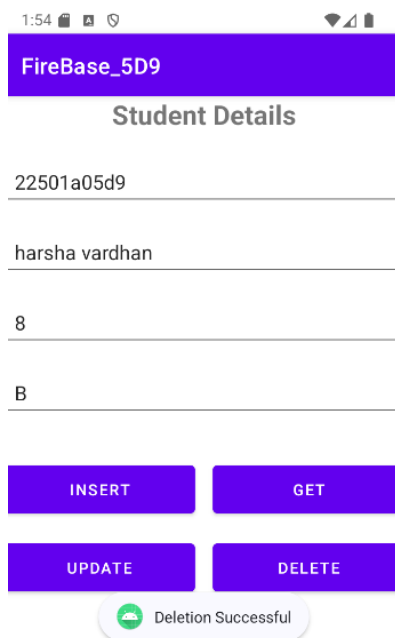 1:54
FireBase_5D9
Student Details
22501a05d9
harsha vardhan
8
B
INSERT GET
UPDATE DELETE
Deletion Successful